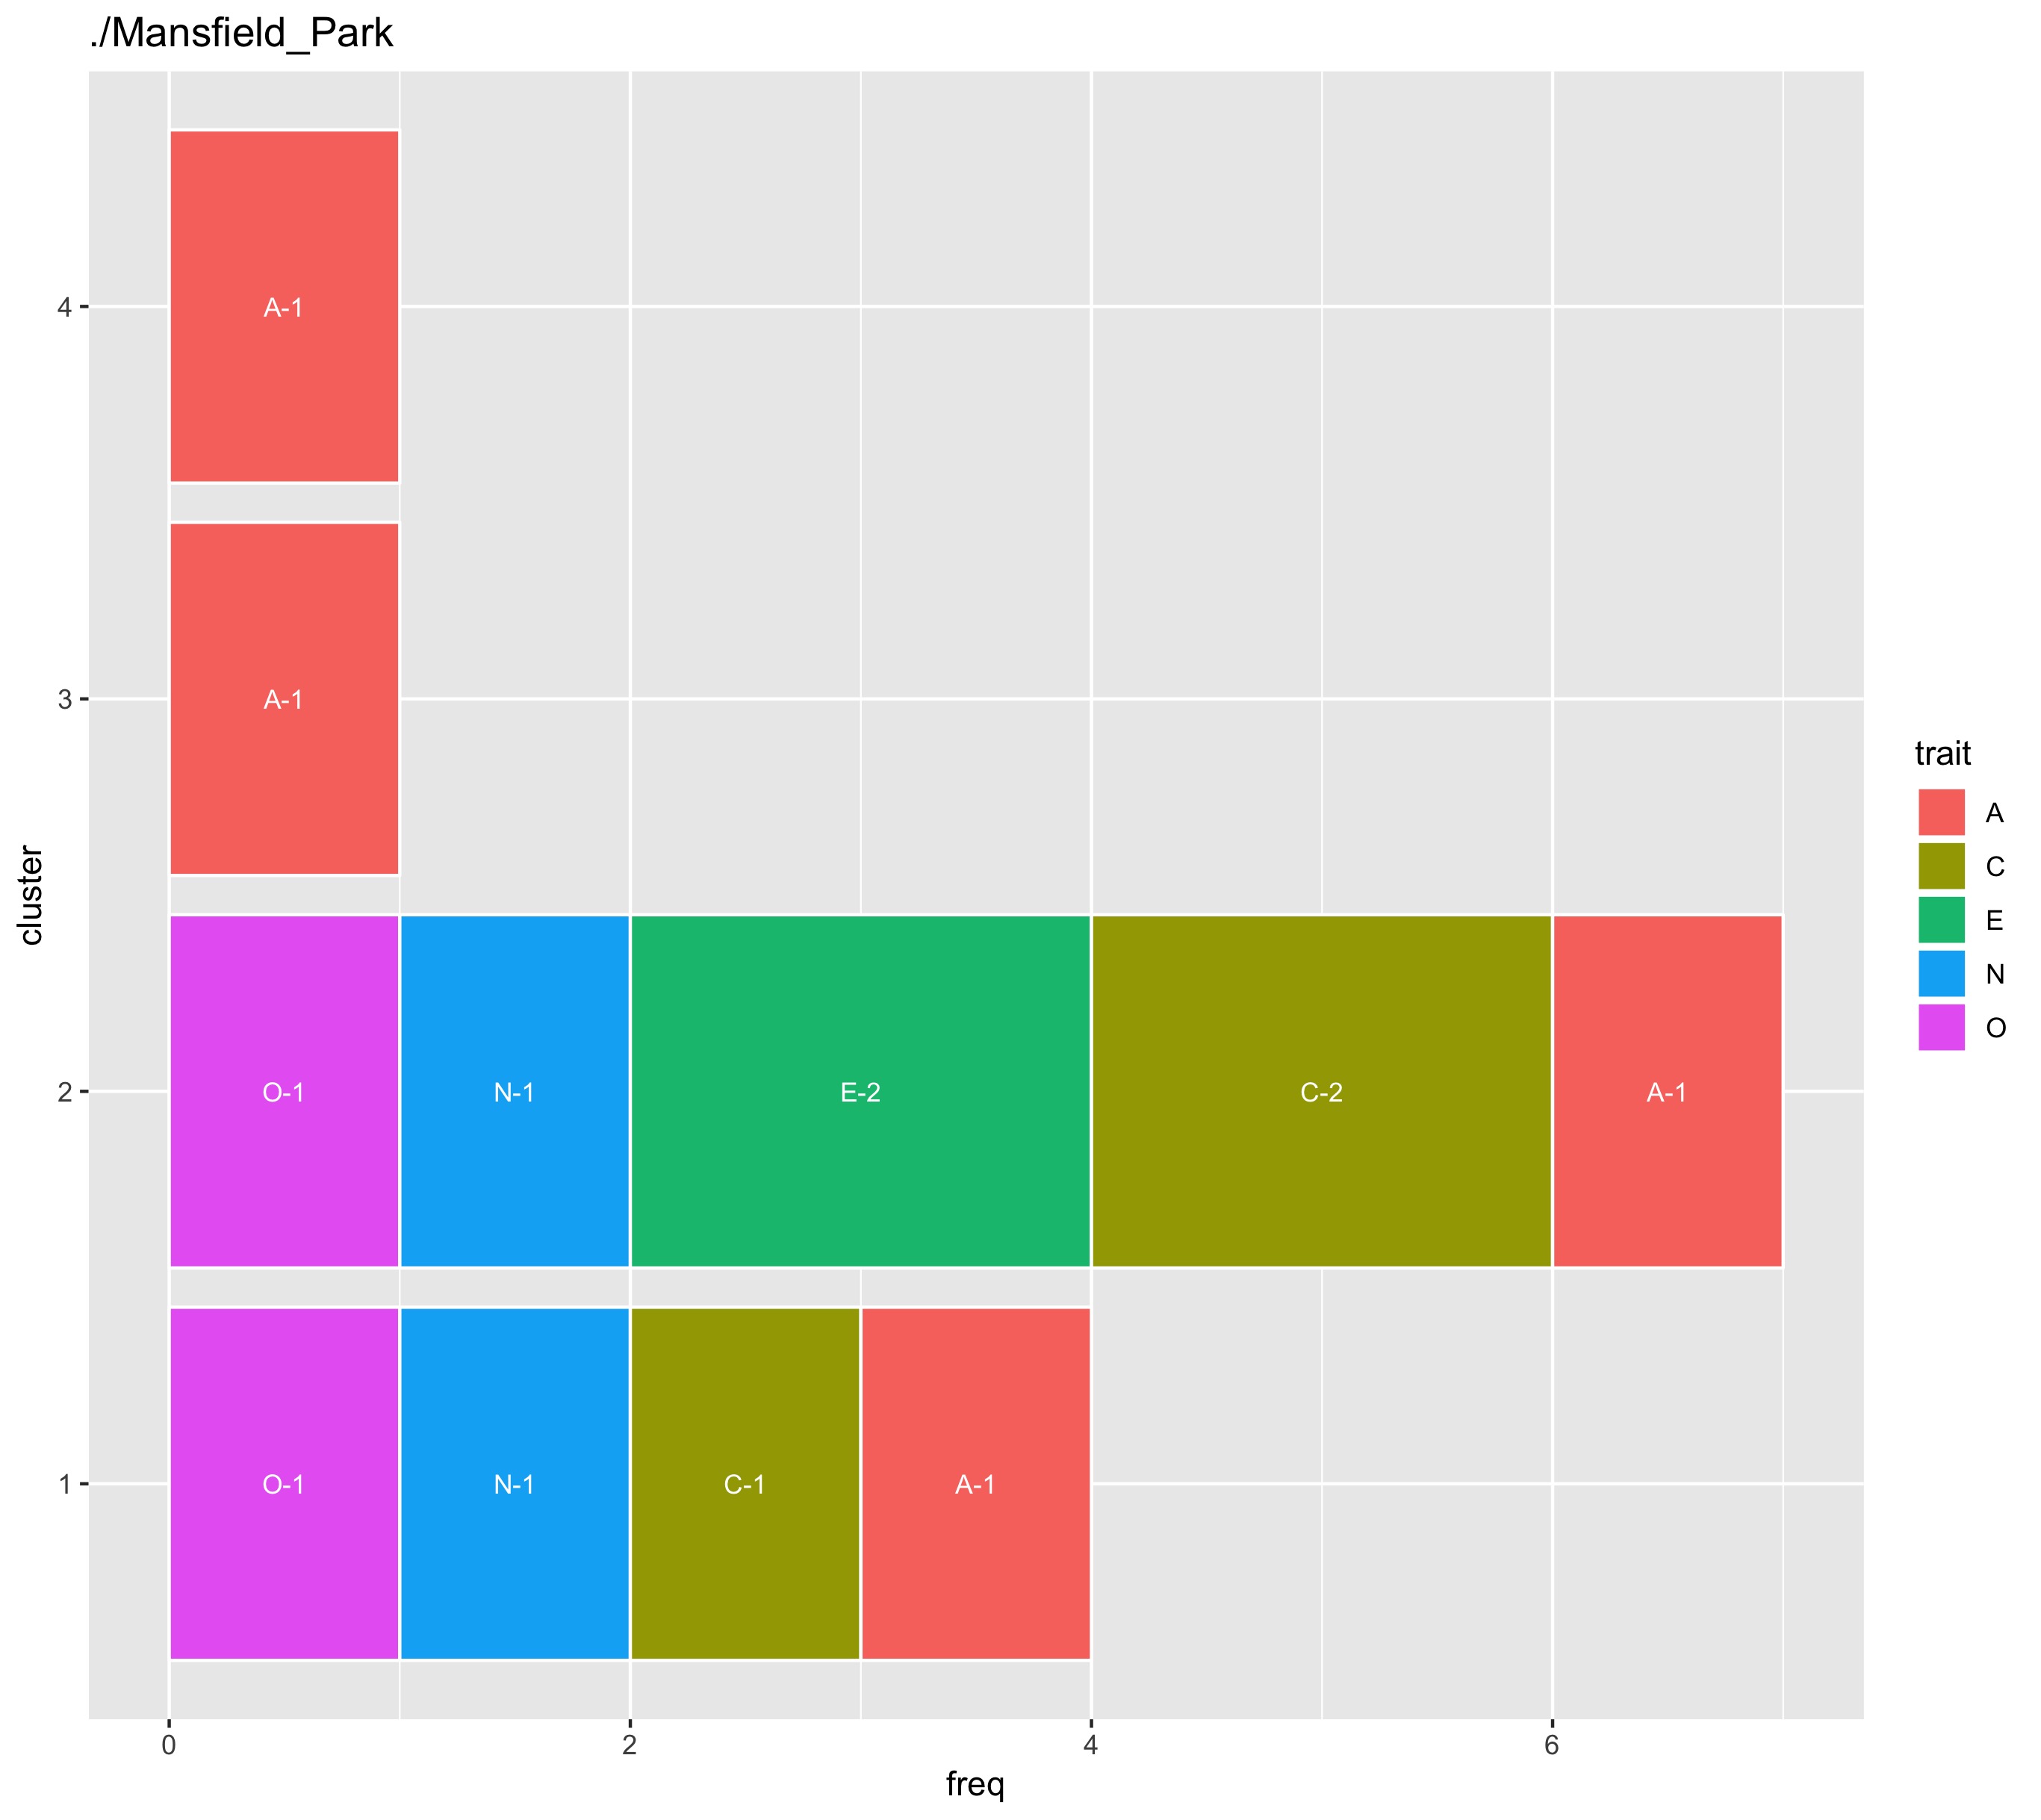 ./Mansfield_Park
cluster
4
A-1
3
A-1
2
O-1 N-1 E-2 C-2 A-1
1
O-1 N-1 C-1 A-1
0 2 4 6
freq
trait
A
C
E
N
O